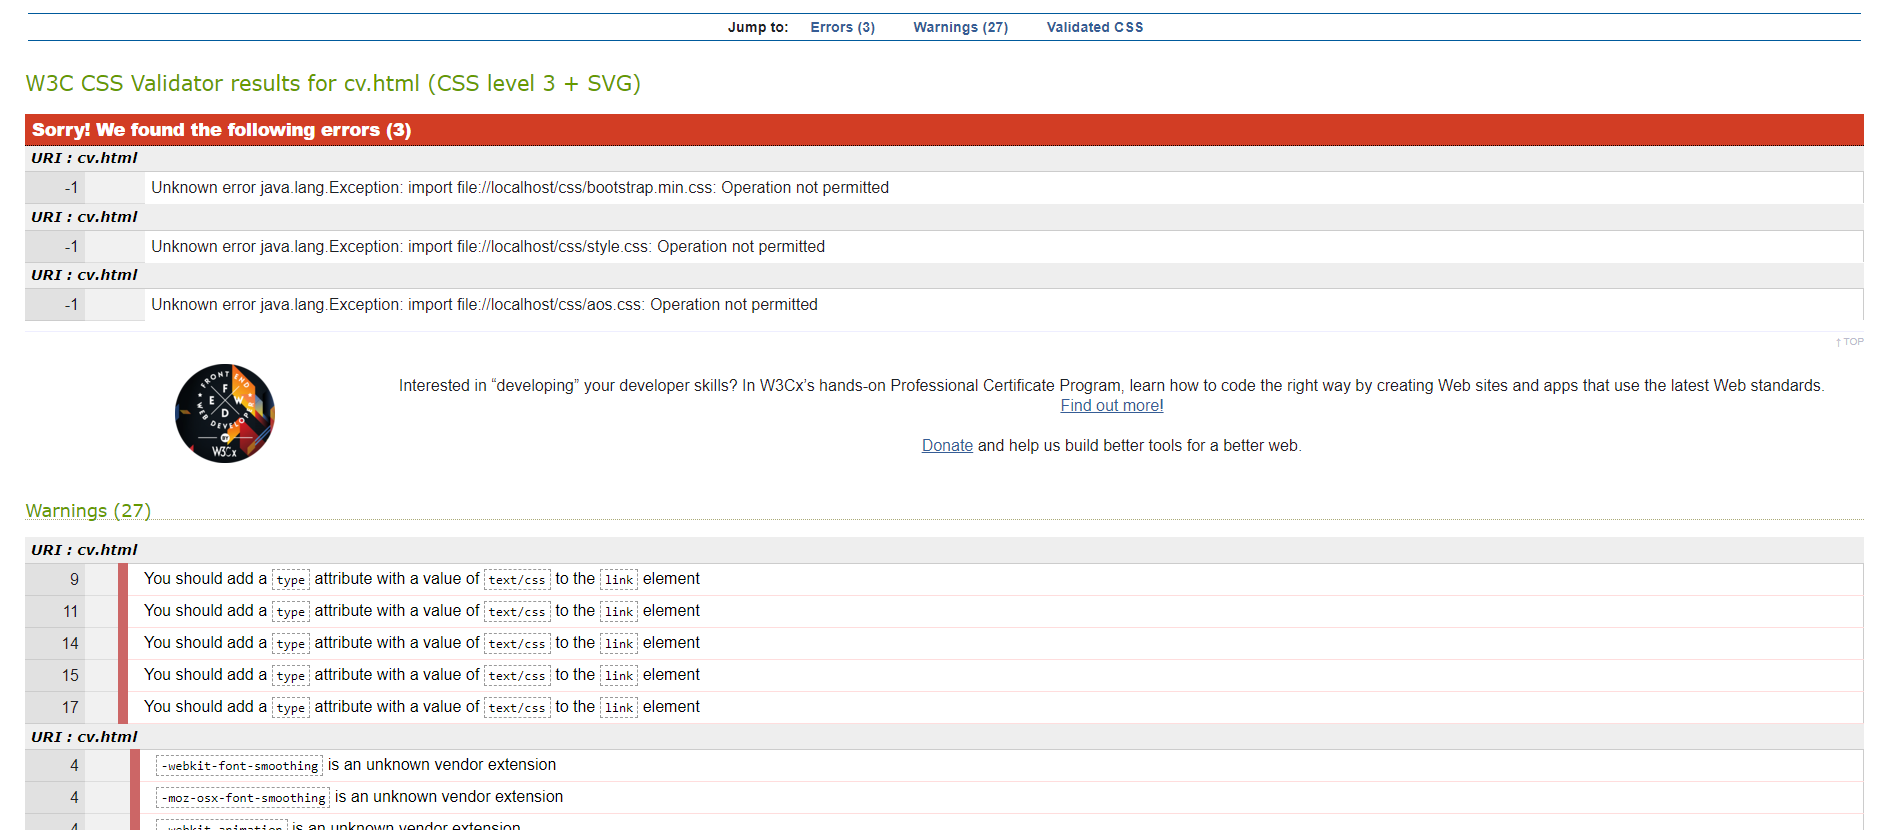 Jump to: Errors (3) Warnings (27) Validated CSS
W3C CSS Validator results for cv.html (CSS level 3 + SVG)
Sorry! We found the following errors (3)
URI : cv.html
-1 Unknown error java.lang.Exception: import file://localhost/css/bootstrap.min.css: Operation not permitted
URI : cv.html
-1 Unknown error java.lang.Exception: import file://localhost/css/style.css: Operation not permitted
URI : cv.html
-1 Unknown error java.lang.Exception: import file://localhost/css/aos.css: Operation not permitted
↑ TOP
FRONT END
F
E W
D
WEB DEVELOPER
W3Cx
Interested in “developing” your developer skills? In W3Cx’s hands-on Professional Certificate Program, learn how to code the right way by creating Web sites and apps that use the latest Web standards.
Find out more!
Donate and help us build better tools for a better web.
Warnings (27)
URI : cv.html
9 You should add a type attribute with a value of text/css to the link element
11 You should add a type attribute with a value of text/css to the link element
14 You should add a type attribute with a value of text/css to the link element
15 You should add a type attribute with a value of text/css to the link element
17 You should add a type attribute with a value of text/css to the link element
URI : cv.html
4 -webkit-font-smoothing is an unknown vendor extension
4 -moz-osx-font-smoothing is an unknown vendor extension
4 -webkit-animation is an unknown vendor extension